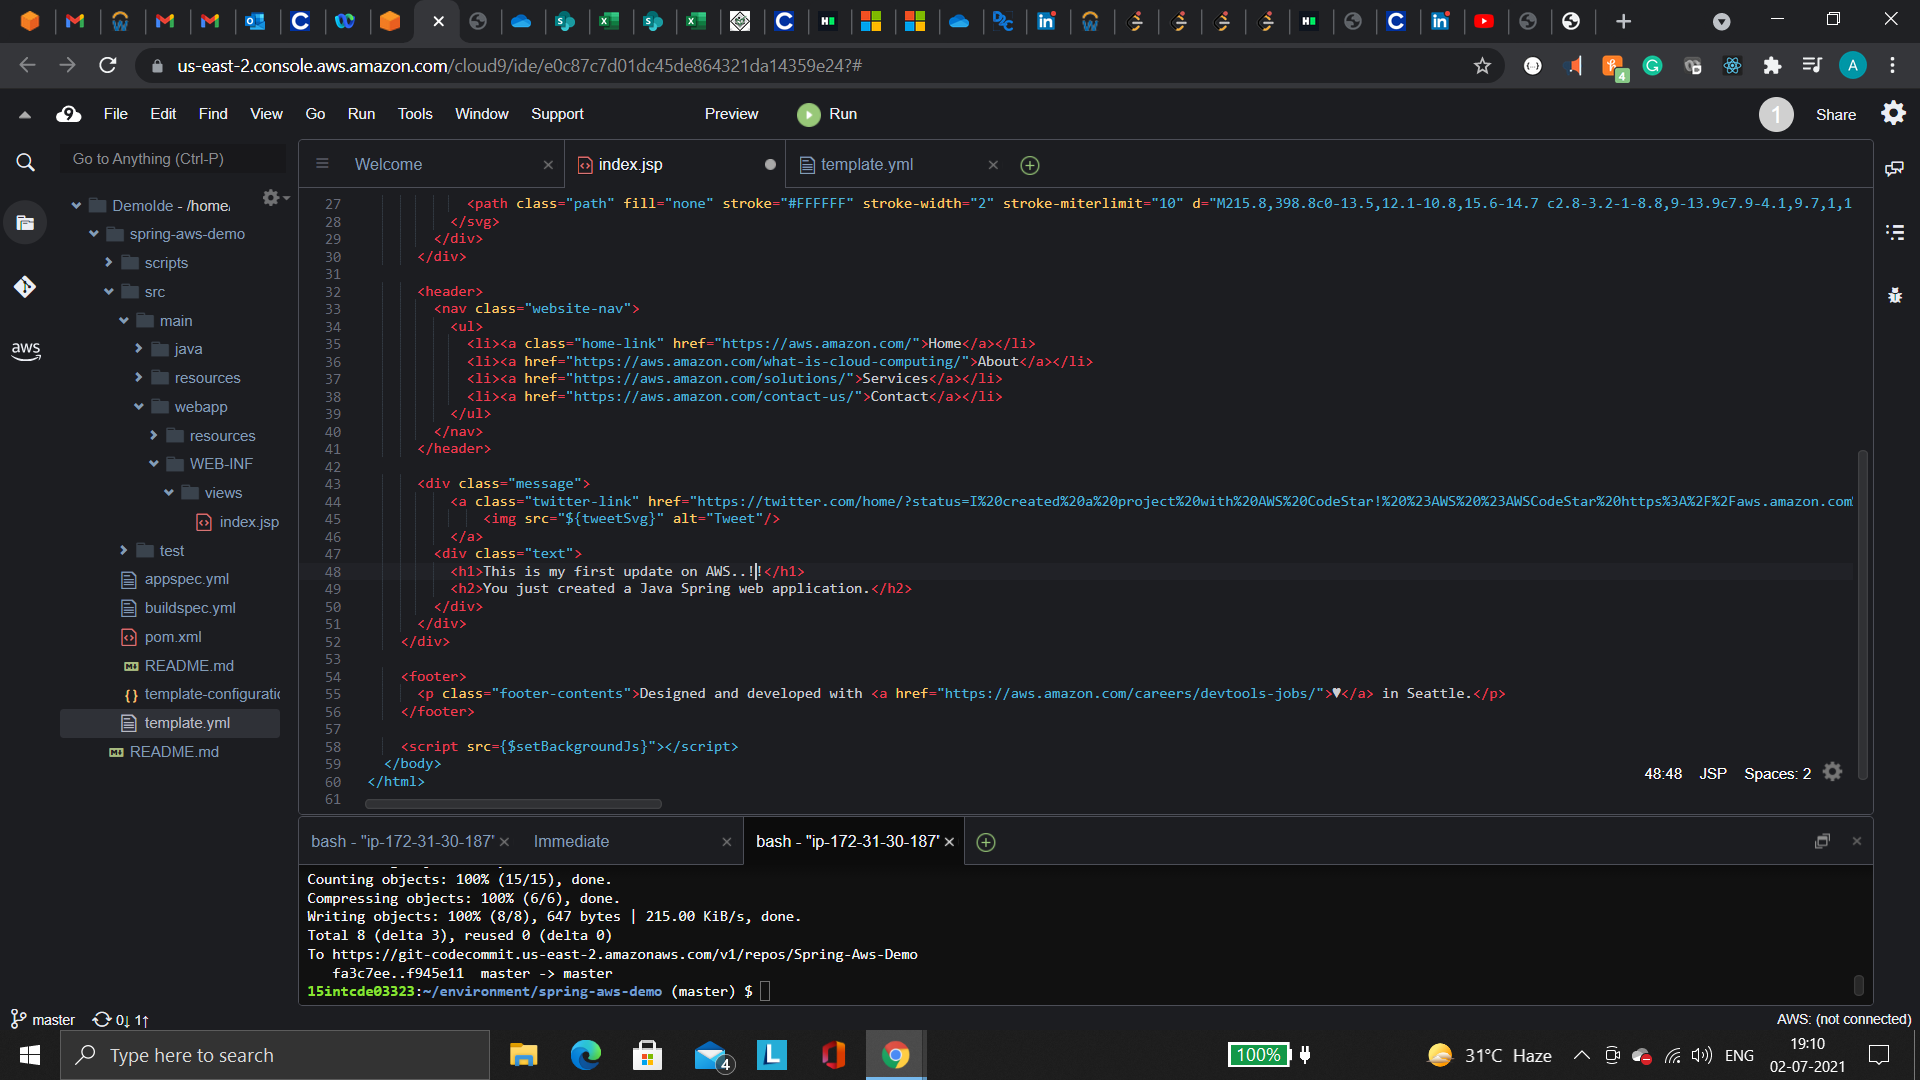 us-east-2.console.aws.amazon.com/cloud9/ide/e0c87c7d01dc45de864321da14359e24?#
4
A
9 File Edit Find View Go Run Tools Window Support Preview Run 1 Share
Go to Anything (Ctrl-P)
Welcome index.jsp template.yml
DemoIde - /home/
spring-aws-demo
scripts
src
main
java
resources
webapp
resources
WEB-INF
views
index.jsp
test
appspec.yml
buildspec.yml
pom.xml
README.md
template-configuratic
template.yml
README.md
aws
27 <path class="path" fill="none" stroke="#FFFFFF" stroke-width="2" stroke-miterlimit="10" d="M215.8,398.8c0-13.5,12.1-10.8,15.6-14.7 c2.8-3.2-1-8.8,9-13.9c7.9-4.1,9.7,1,1
28 </svg>
29 </div>
30 </div>
31
32 <header>
33 <nav class="website-nav">
34 <ul>
35 <li><a class="home-link" href="https://aws.amazon.com/">Home</a></li>
36 <li><a href="https://aws.amazon.com/what-is-cloud-computing/">About</a></li>
37 <li><a href="https://aws.amazon.com/solutions/">Services</a></li>
38 <li><a href="https://aws.amazon.com/contact-us/">Contact</a></li>
39 </ul>
40 </nav>
41 </header>
42
43 <div class="message">
44 <a class="twitter-link" href="https://twitter.com/home/?status=I%20created%20a%20project%20with%20AWS%20CodeStar!%20%23AWS%20%23AWSCodeStar%20https%3A%2F%2Faws.amazon.com
45 <img src="${tweetSvg}" alt="Tweet"/>
46 </a>
47 <div class="text">
48 <h1>This is my first update on AWS..!!</h1>
49 <h2>You just created a Java Spring web application.</h2>
50 </div>
51 </div>
52 </div>
53
54 <footer>
55 <p class="footer-contents">Designed and developed with <a href="https://aws.amazon.com/careers/devtools-jobs/">♥</a> in Seattle.</p>
56 </footer>
57
58 <script src={$setBackgroundJs}"></script>
59 </body>
60 </html>
61
48:48 JSP Spaces: 2
bash - "ip-172-31-30-187" Immediate bash - "ip-172-31-30-187"
Counting objects: 100% (15/15), done.
Compressing objects: 100% (6/6), done.
Writing objects: 100% (8/8), 647 bytes | 215.00 KiB/s, done.
Total 8 (delta 3), reused 0 (delta 0)
To https://git-codecommit.us-east-2.amazonaws.com/v1/repos/Spring-Aws-Demo
fa3c7ee..f945e11 master -> master
15intcde03323:~/environment/spring-aws-demo (master) $
master 0↓ 1↑ AWS: (not connected)
Type here to search 4 L 100% 31°C Haze ENG 19:10
02-07-2021